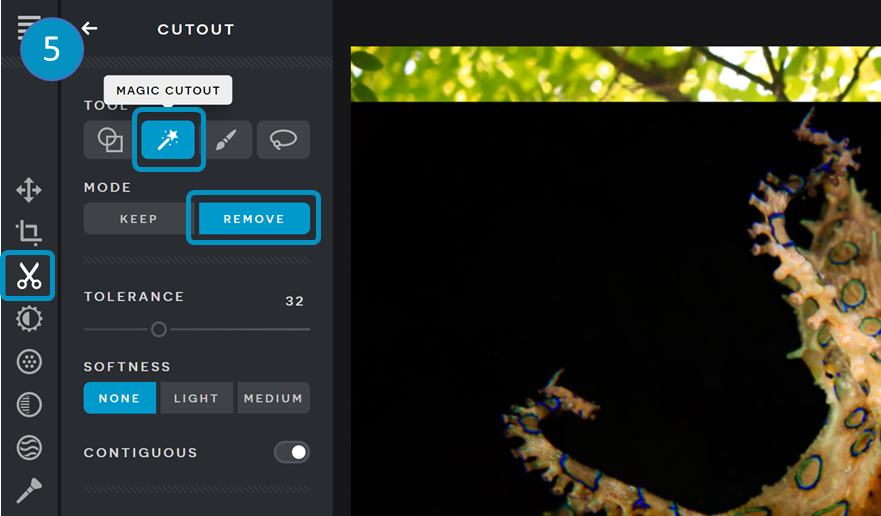 5
CUTOUT
MAGIC CUTOUT
TOOL
MODE
KEEP REMOVE
TOLERANCE 32
SOFTNESS
NONE LIGHT MEDIUM
CONTIGUOUS